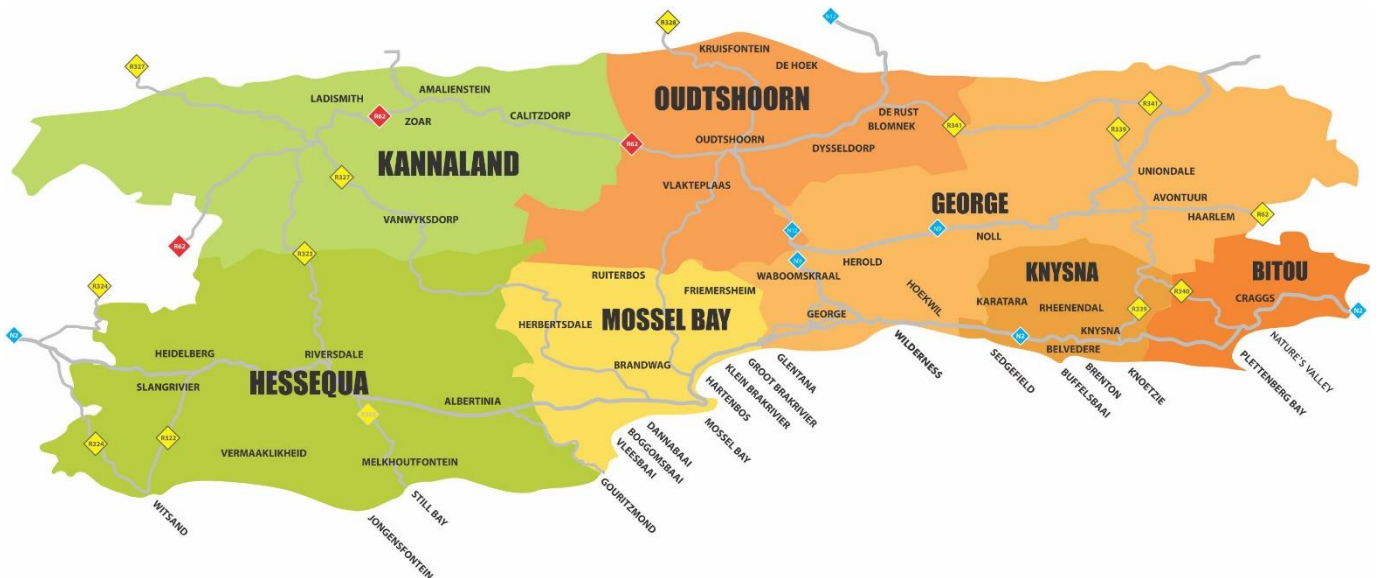 N12
R328
KRUISFONTEIN
DE HOEK
R327
AMALIENSTEIN
LADISMITH
R62
ZOAR
CALITZDORP
OUDTSHOORN
DE RUST
BLOMNEK
R341
R341
R339
R62
OUDTSHOORN
DYSSELDORP
KANNALAND
R327
VLAKTEPLAAS
UNIONDALE
GEORGE
AVONTUUR
HAARLEM
R62
VANWYKSDORP
N12
N9
NOLL
R62
R323
HEROLD
N9
RUITERBOS
WABOOMSKRAAL
KNYSNA
BITOU
R324
FRIEMERSHEIM
HOEKWIL
KARATARA
RHEENENDAL
R340
CRAGGS
R339
N2
MOSSEL BAY
GEORGE
HERBERTSDALE
KNYSNA
N2
N2
BELVEDERE
HEIDELBERG
RIVERSDALE
BRANDWAG
SLANGRIVIER
HESSEQUA
ALBERTINIA
GLENTANA
GROOT BRAKRIVIER
KLEIN BRAKRIVIER
HARTENBOS
MOSSEL BAY
WILDERNESS
SEDGEFIELD
BUFFELSBAAI
BRENTON
KNOETZIE
PLETTENBERG BAY
NATURE'S VALLEY
R324
R322
DANNABAAI
BOGGOMSBAAI
VLEESBAAI
VERMAAKLIKHEID
MELKHOUTFONTEIN
GOURITZMOND
WITSAND
STILL BAY
JONGENSFONTEIN